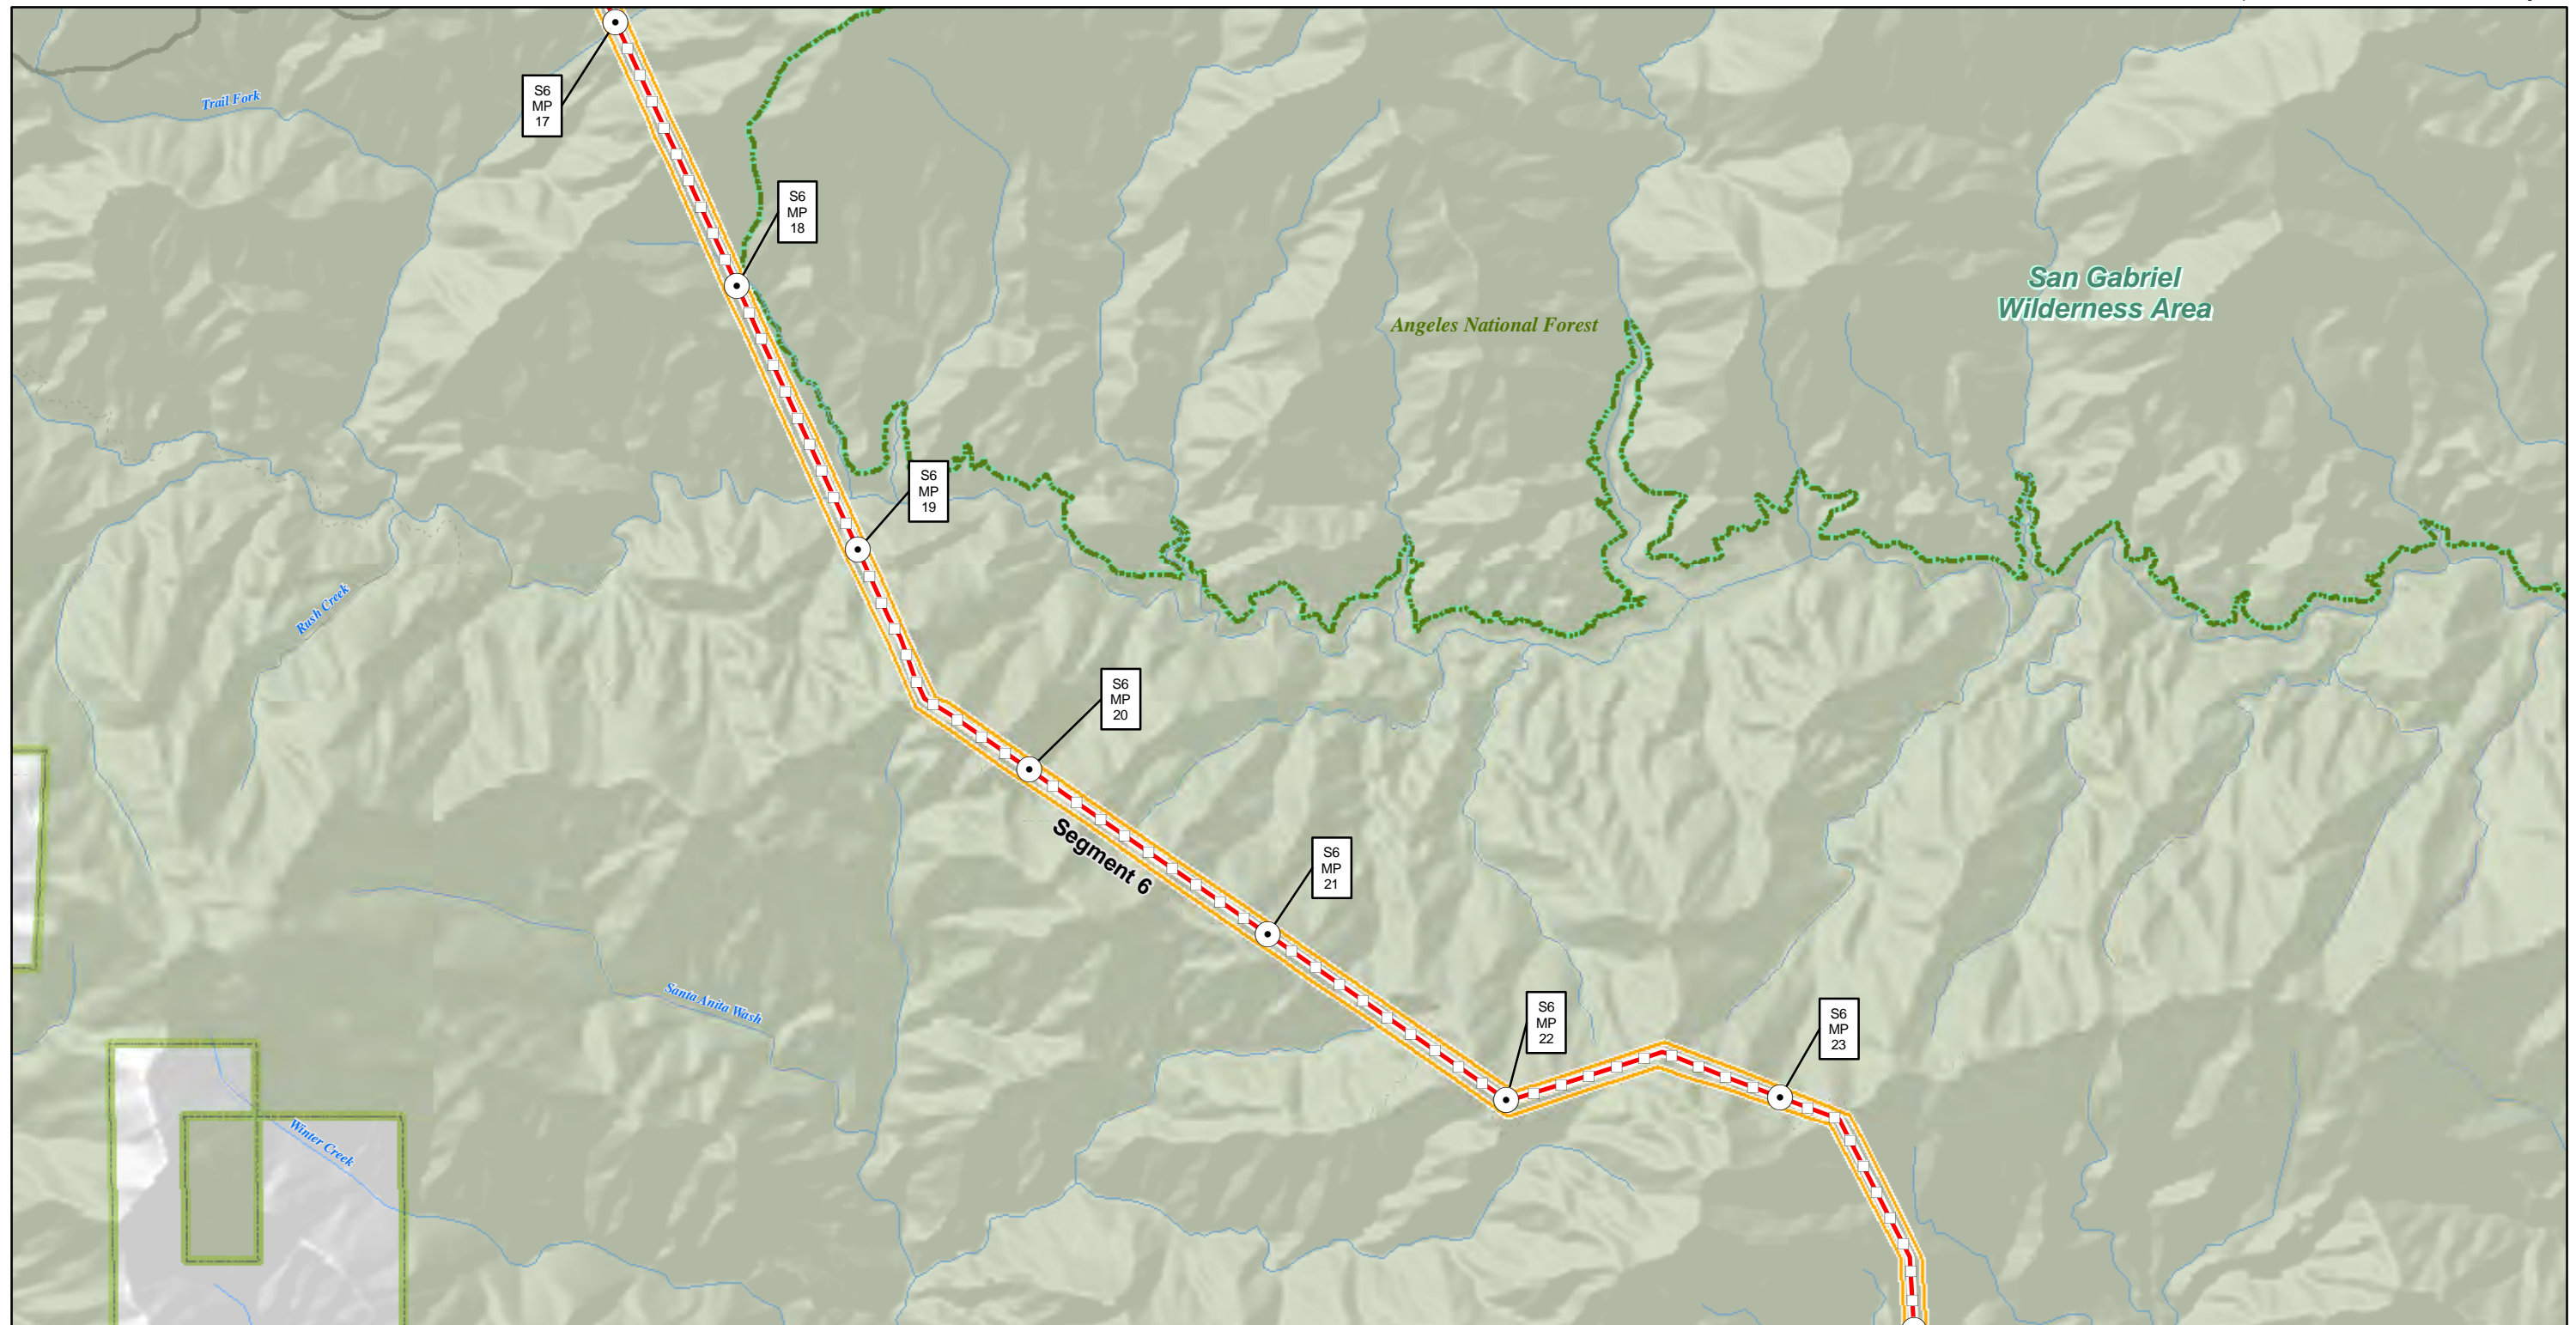 Trail Fork
S6
MP
17
S6
MP
18
San Gabriel
Wilderness Area
Angeles National Forest
S6
MP
19
Rush Creek
S6
MP
20
Segment 6
S6
MP
21
Santa Anita Wash
S6
MP
22
S6
MP
23
Winter Creek